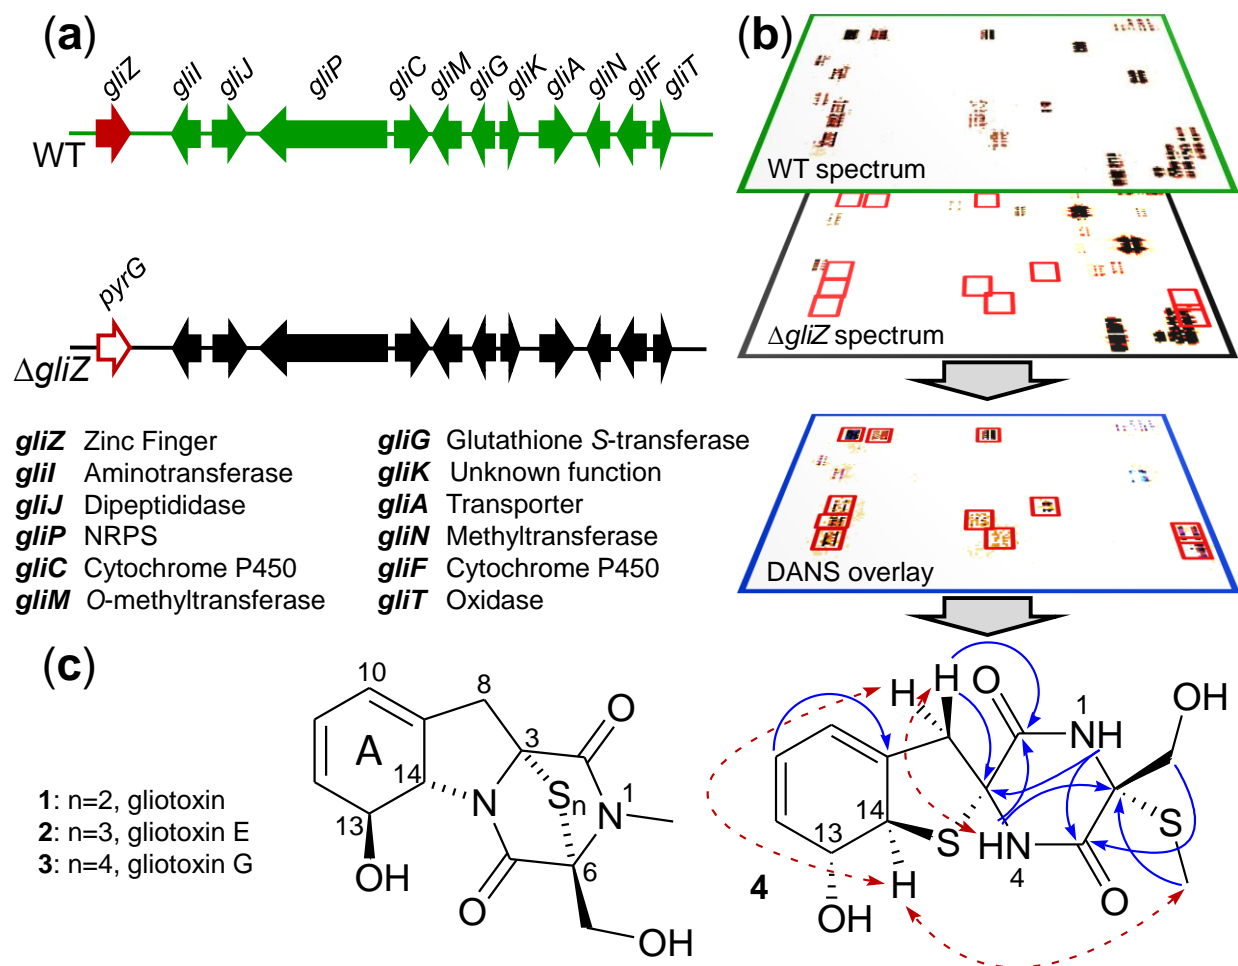 (a)
gliZ gliI gliJ gliP gliC gliM gliG gliK gliA gliN gliF gliT
WT
pyrG
ΔgliZ
gliZ Zinc Finger
gliI Aminotransferase
gliJ Dipeptididase
gliP NRPS
gliC Cytochrome P450
gliM O-methyltransferase
gliG Glutathione S-transferase
gliK Unknown function
gliA Transporter
gliN Methyltransferase
gliF Cytochrome P450
gliT Oxidase
(b)
WT spectrum
ΔgliZ spectrum
DANS overlay
(c)
1: n=2, gliotoxin
2: n=3, gliotoxin E
3: n=4, gliotoxin G
10
8
O
A
3
14
N
Sn
1
N
13
OH
6
O
OH
H
H
O
1
NH
OH
14
S
13
HN
4
S
H
O
OH
4